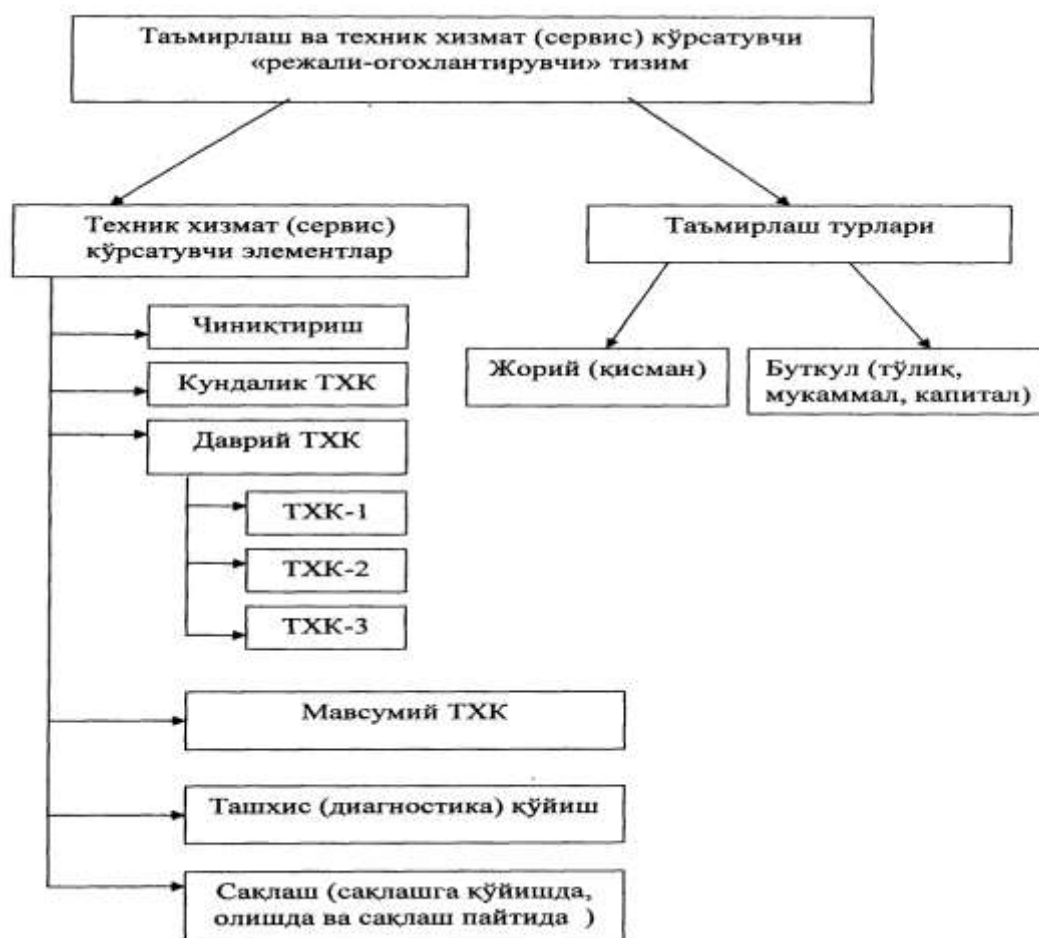 Таъмирлаш ва техник хизмат (сервис) кўрсатувчи
«режали-огохлантирувчи» тизим
Техник хизмат (сервис)
кўрсатувчи элементлар
Таъмирлаш турлари
Чиниқтириш
Кундалик ТХК
Даврий ТХК
Жорий (қисман)
Буткул (тўлиқ,
мукаммал, капитал)
ТХК-1
ТХК-2
ТХК-3
Мавсумий ТХК
Ташхис (диагностика) қўйиш
Сақлаш (сақлашга қўйишда,
олишда ва сақлаш пайтида )